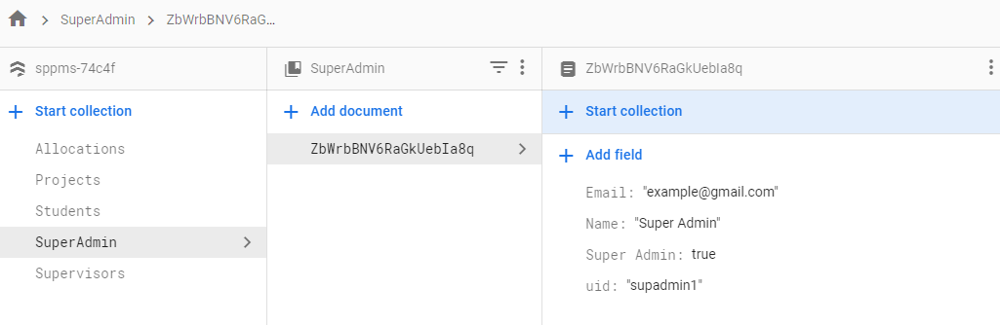 SuperAdmin ZbWrbBNV6RaG...
sppms-74c4f
Start collection
Allocations
Projects
Students
SuperAdmin
Supervisors
SuperAdmin
Add document
ZbWrbBNV6RaGkUebIa8q
ZbWrbBNV6RaGkUebIa8q
Start collection
Add field
Email: "example@gmail.com"
Name: "Super Admin"
Super Admin: true
uid: "supadmin1"